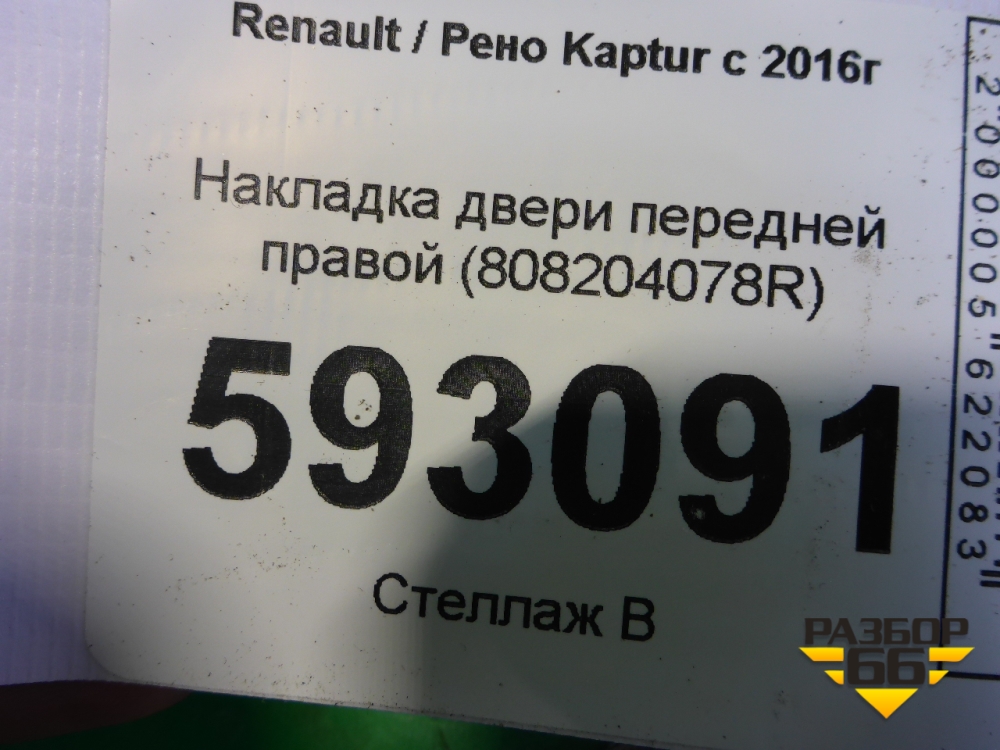 Renault / Рено Kaptur с 2016г
Накладка двери передней
правой (808204078R)
593091
Стеллаж В
2000005622083
РАЗБОР
66